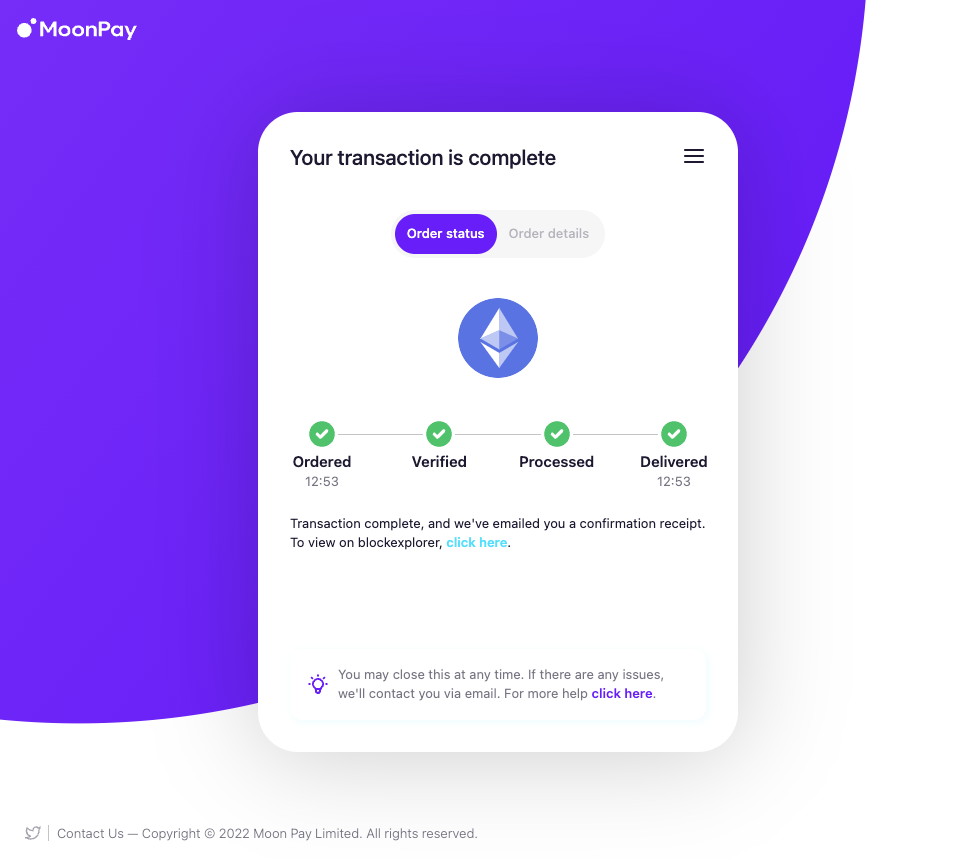 MoonPay
Your transaction is complete
Order status Order details
Ordered Verified Processed Delivered
12:53 12:53
Transaction complete, and we've emailed you a confirmation receipt.
To view on blockexplorer, click here.
You may close this at any time. If there are any issues,
we'll contact you via email. For more help click here.
Contact Us — Copyright © 2022 Moon Pay Limited. All rights reserved.